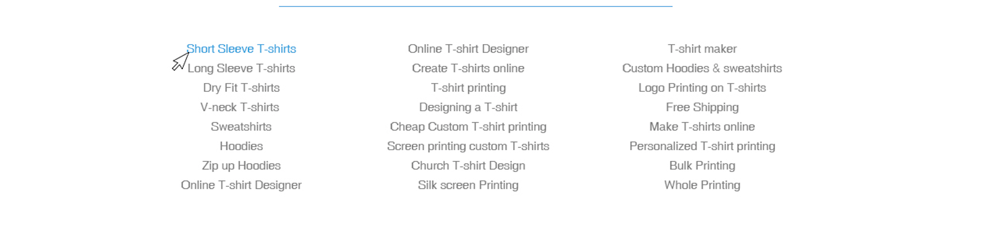 Short Sleeve T-shirts
Long Sleeve T-shirts
Dry Fit T-shirts
V-neck T-shirts
Sweatshirts
Hoodies
Zip up Hoodies
Online T-shirt Designer
Online T-shirt Designer
Create T-shirts online
T-shirt printing
Designing a T-shirt
Cheap Custom T-shirt printing
Screen printing custom T-shirts
Church T-shirt Design
Silk screen Printing
T-shirt maker
Custom Hoodies & sweatshirts
Logo Printing on T-shirts
Free Shipping
Make T-shirts online
Personalized T-shirt printing
Bulk Printing
Whole Printing